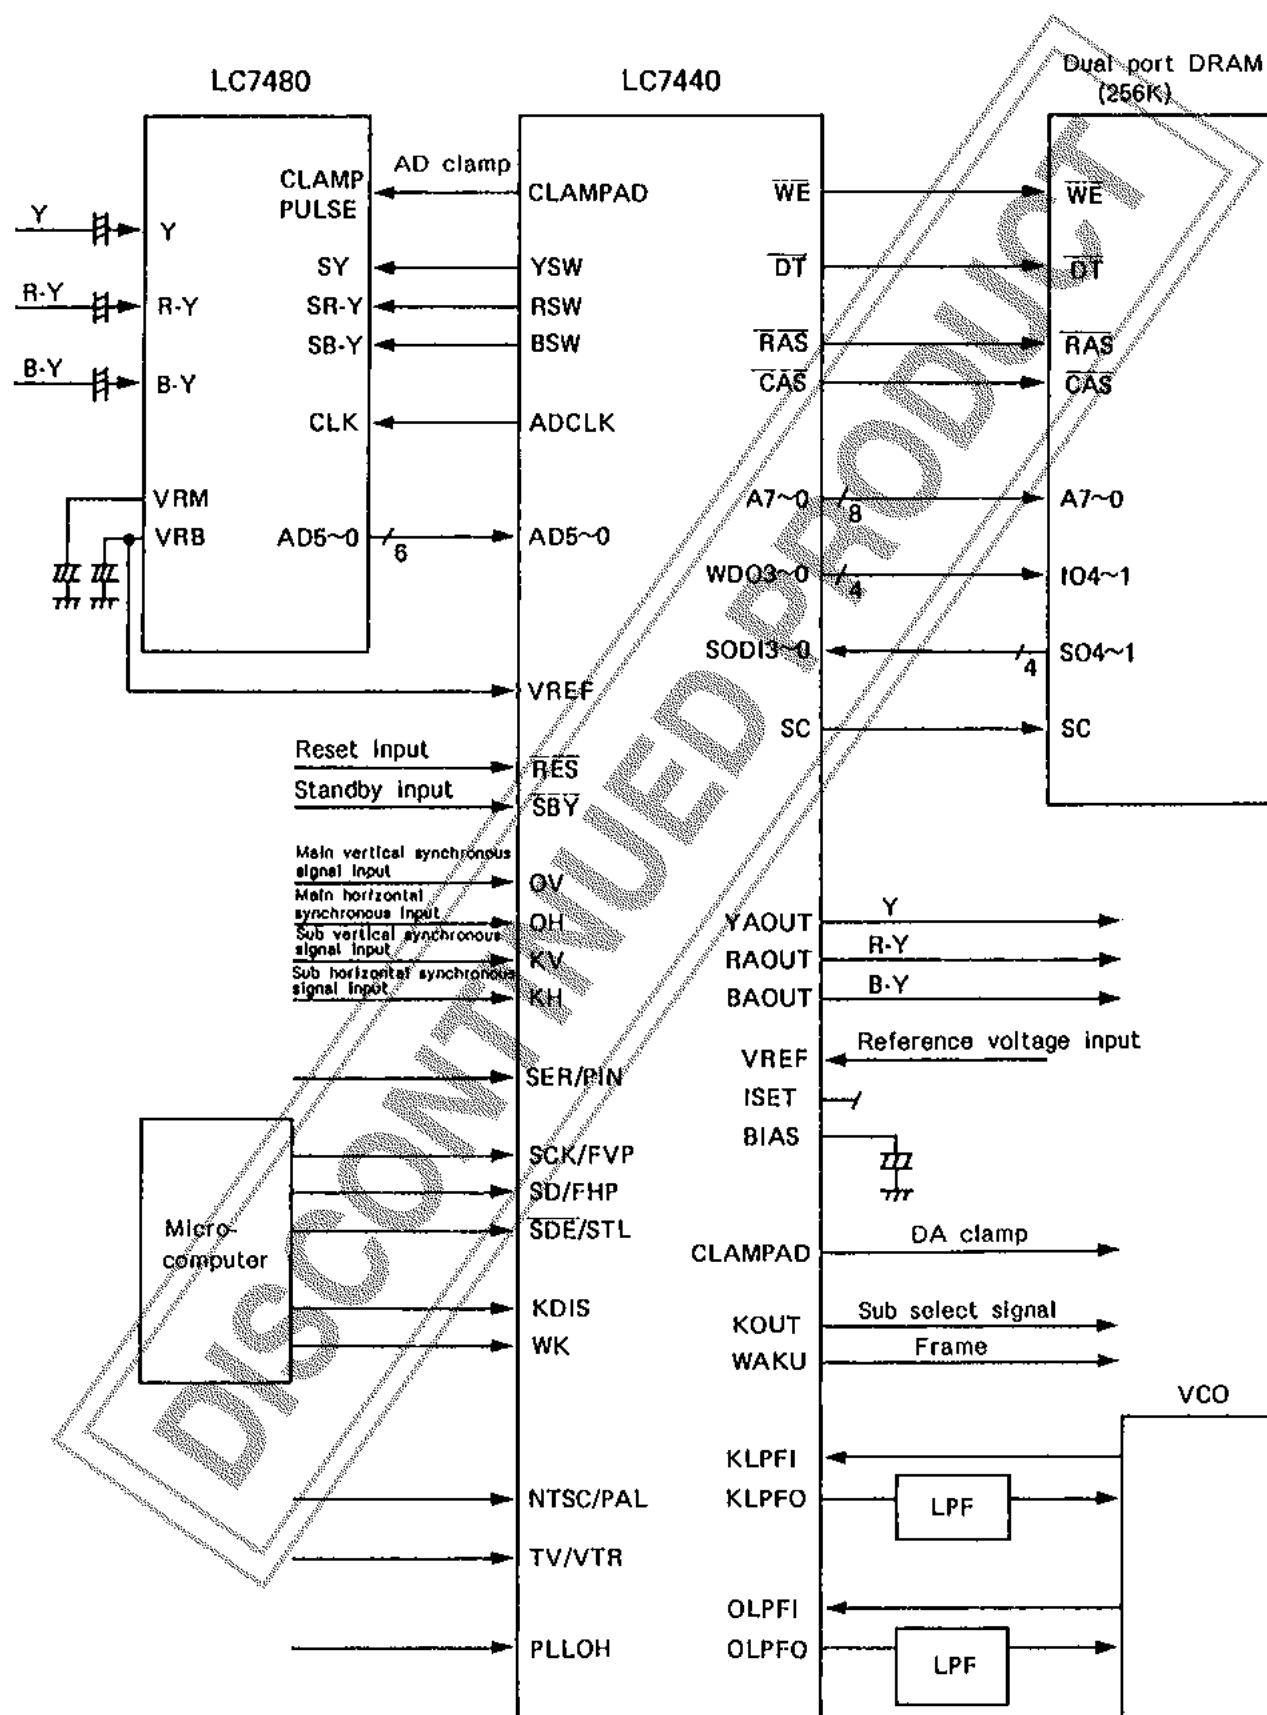 LC7480
LC7440
Dual port DRAM
(256K)
AD clamp
CLAMP
PULSE
CLAMPAD
WE
WE
Y
Y
SY
YSW
DT
DT
R-Y
R-Y
SR-Y
RSW
SB-Y
BSW
RAS
RAS
B-Y
B-Y
CAS
CAS
CLK
ADCLK
VRM
A7~0
8
A7~0
VRB
AD5~0
6
AD5~0
WDO3~0
4
IO4~1
SODI3~0
4
SO4~1
VREF
SC
SC
Reset input
RES
Standby input
SBY
Main vertical synchronous
signal input
OV
Main horizontal
synchronous input
OH
Sub vertical synchronous
signal input
KV
Sub horizontal synchronous
signal input
KH
YAOUT
Y
RAOUT
R-Y
BAOUT
B-Y
VREF
Reference voltage input
SER/PIN
ISET
BIAS
Micro-
computer
SCK/FVP
SD/FHP
SDE/STL
KDIS
WK
CLAMPAD
DA clamp
KOUT
Sub select signal
WAKU
Frame
VCO
KLPFI
NTSC/PAL
KLPFO
LPF
TV/VTR
OLPFI
PLLOH
OLPFO
LPF
DISCONTINUED PRODUCT